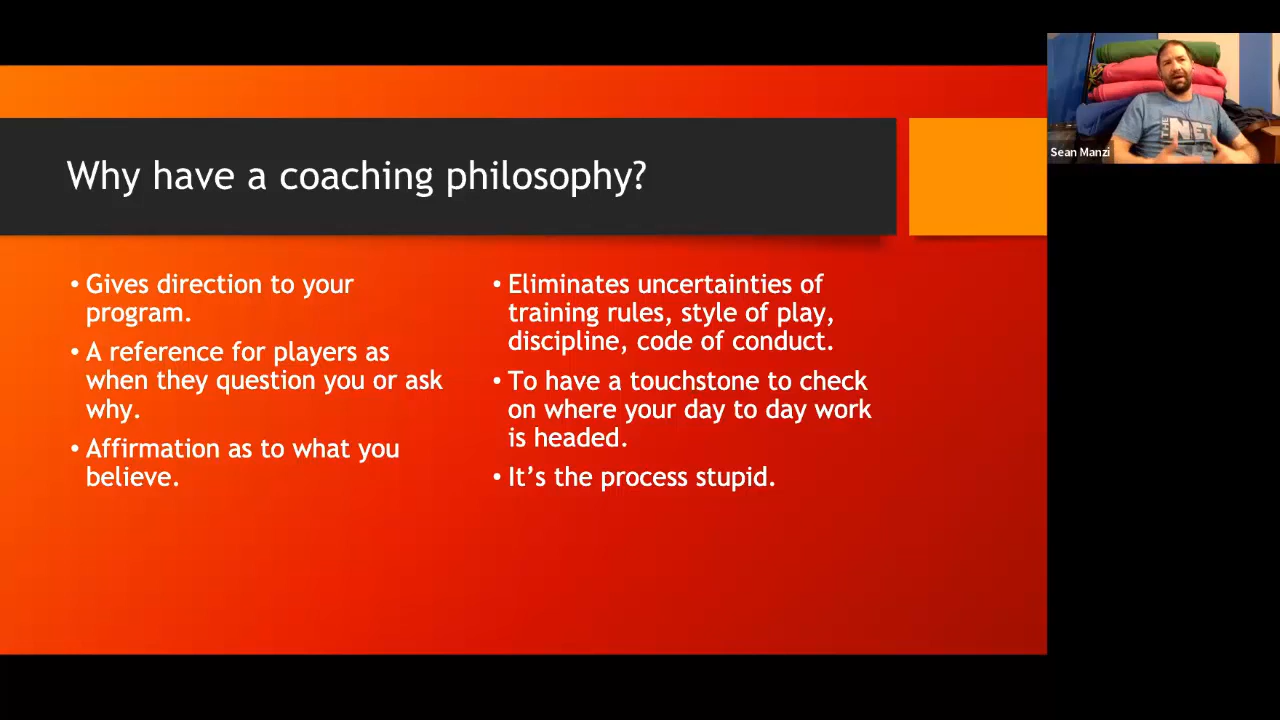 Why have a coaching philosophy?
• Gives direction to your
program.
• A reference for players as
when they question you or ask
why.
• Affirmation as to what you
believe.
• Eliminates uncertainties of
training rules, style of play,
discipline, code of conduct.
• To have a touchstone to check
on where your day to day work
is headed.
• It’s the process stupid.
THE
NET
Sean Manzi